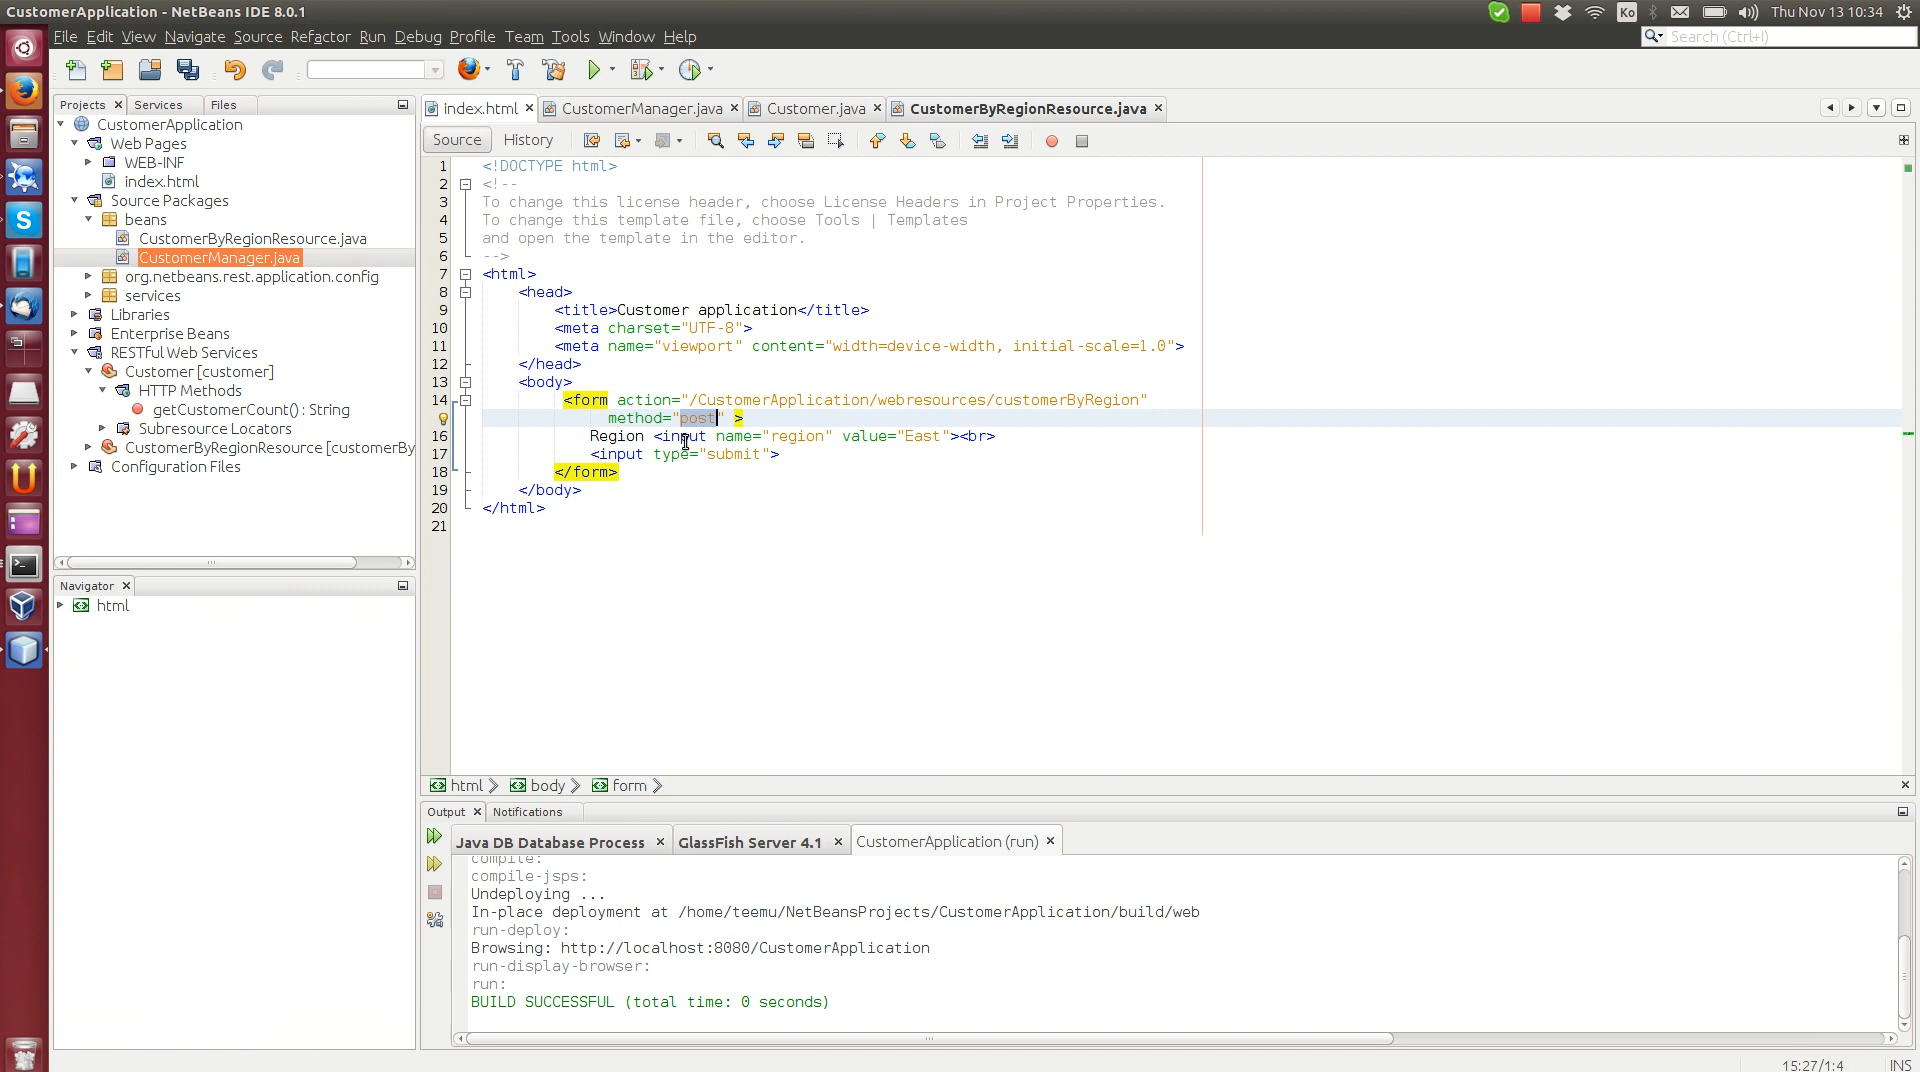 CustomerApplication - NetBeans IDE 8.0.1
Ko
Thu Nov 13 10:34
File Edit View Navigate Source Refactor Run Debug Profile Team Tools Window Help
Search (Ctrl+I)
Projects Services Files
CustomerApplication
Web Pages
WEB-INF
index.html
Source Packages
beans
CustomerByRegionResource.java
CustomerManager.java
org.netbeans.rest.application.config
services
Libraries
Enterprise Beans
RESTful Web Services
Customer [customer]
HTTP Methods
getCustomerCount() : String
Subresource Locators
CustomerByRegionResource [customerBy
Configuration Files
Navigator
html
index.html CustomerManager.java Customer.java CustomerByRegionResource.java
Source History
1 <!DOCTYPE html>
2 <!--
3 To change this license header, choose License Headers in Project Properties.
4 To change this template file, choose Tools | Templates
5 and open the template in the editor.
6 -->
7 <html>
8 <head>
9 <title>Customer application</title>
10 <meta charset="UTF-8">
11 <meta name="viewport" content="width=device-width, initial-scale=1.0">
12 </head>
13 <body>
14 <form action="/CustomerApplication/webresources/customerByRegion"
method="post" >
16 Region <input name="region" value="East"><br>
17 <input type="submit">
18 </form>
19 </body>
20 </html>
21
html body form
Output Notifications
Java DB Database Process GlassFish Server 4.1 CustomerApplication (run)
compile:
compile-jsps:
Undeploying ...
In-place deployment at /home/teemu/NetBeansProjects/CustomerApplication/build/web
run-deploy:
Browsing: http://localhost:8080/CustomerApplication
run-display-browser:
run:
BUILD SUCCESSFUL (total time: 0 seconds)
15:27/1:4 INS